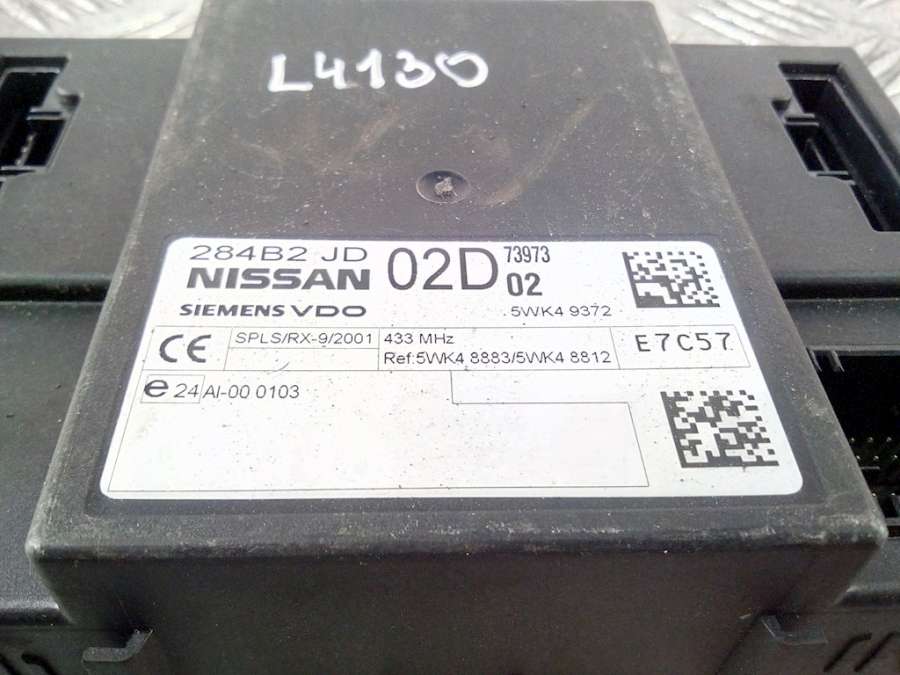 L4130
284B2 JD 02D 73973
NISSAN 02
SIEMENS VDO 5WK4 9372
CE SPLS/RX-9/2001 433 MHz E7C57
Ref:5WK4 8883/5WK4 8812
e 24 AI-00 0103